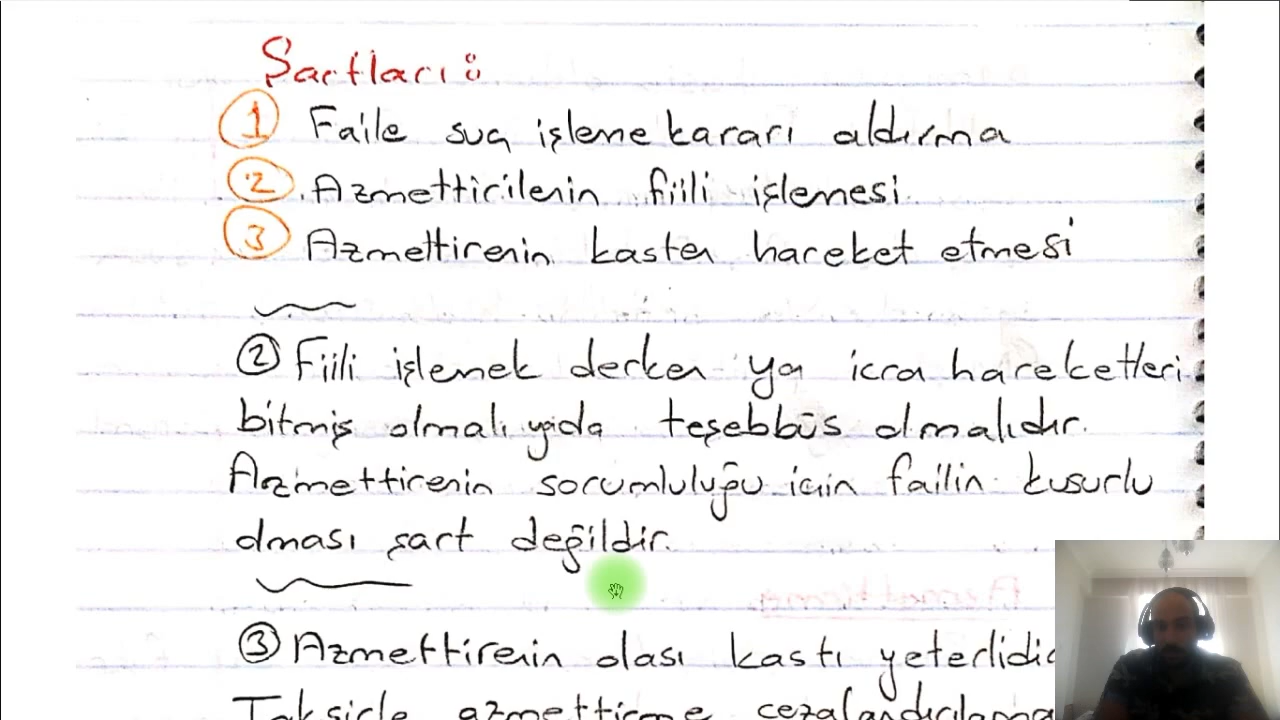 Şartları:
1 Faile suç işleme kararı aldırma
2 Azmettirilenin fiili işlemesi.
3 Azmettirenin kasten hareket etmesi
2 Fiili işlemek derken ya icra hareketleri
bitmiş olmalı yada teşebbüs olmalıdır.
Azmettirenin sorumluluğu için failin kusurlu
olması şart değildir.
3 Azmettirenin olası kastı yeterlidir
Taksirle azmettirme